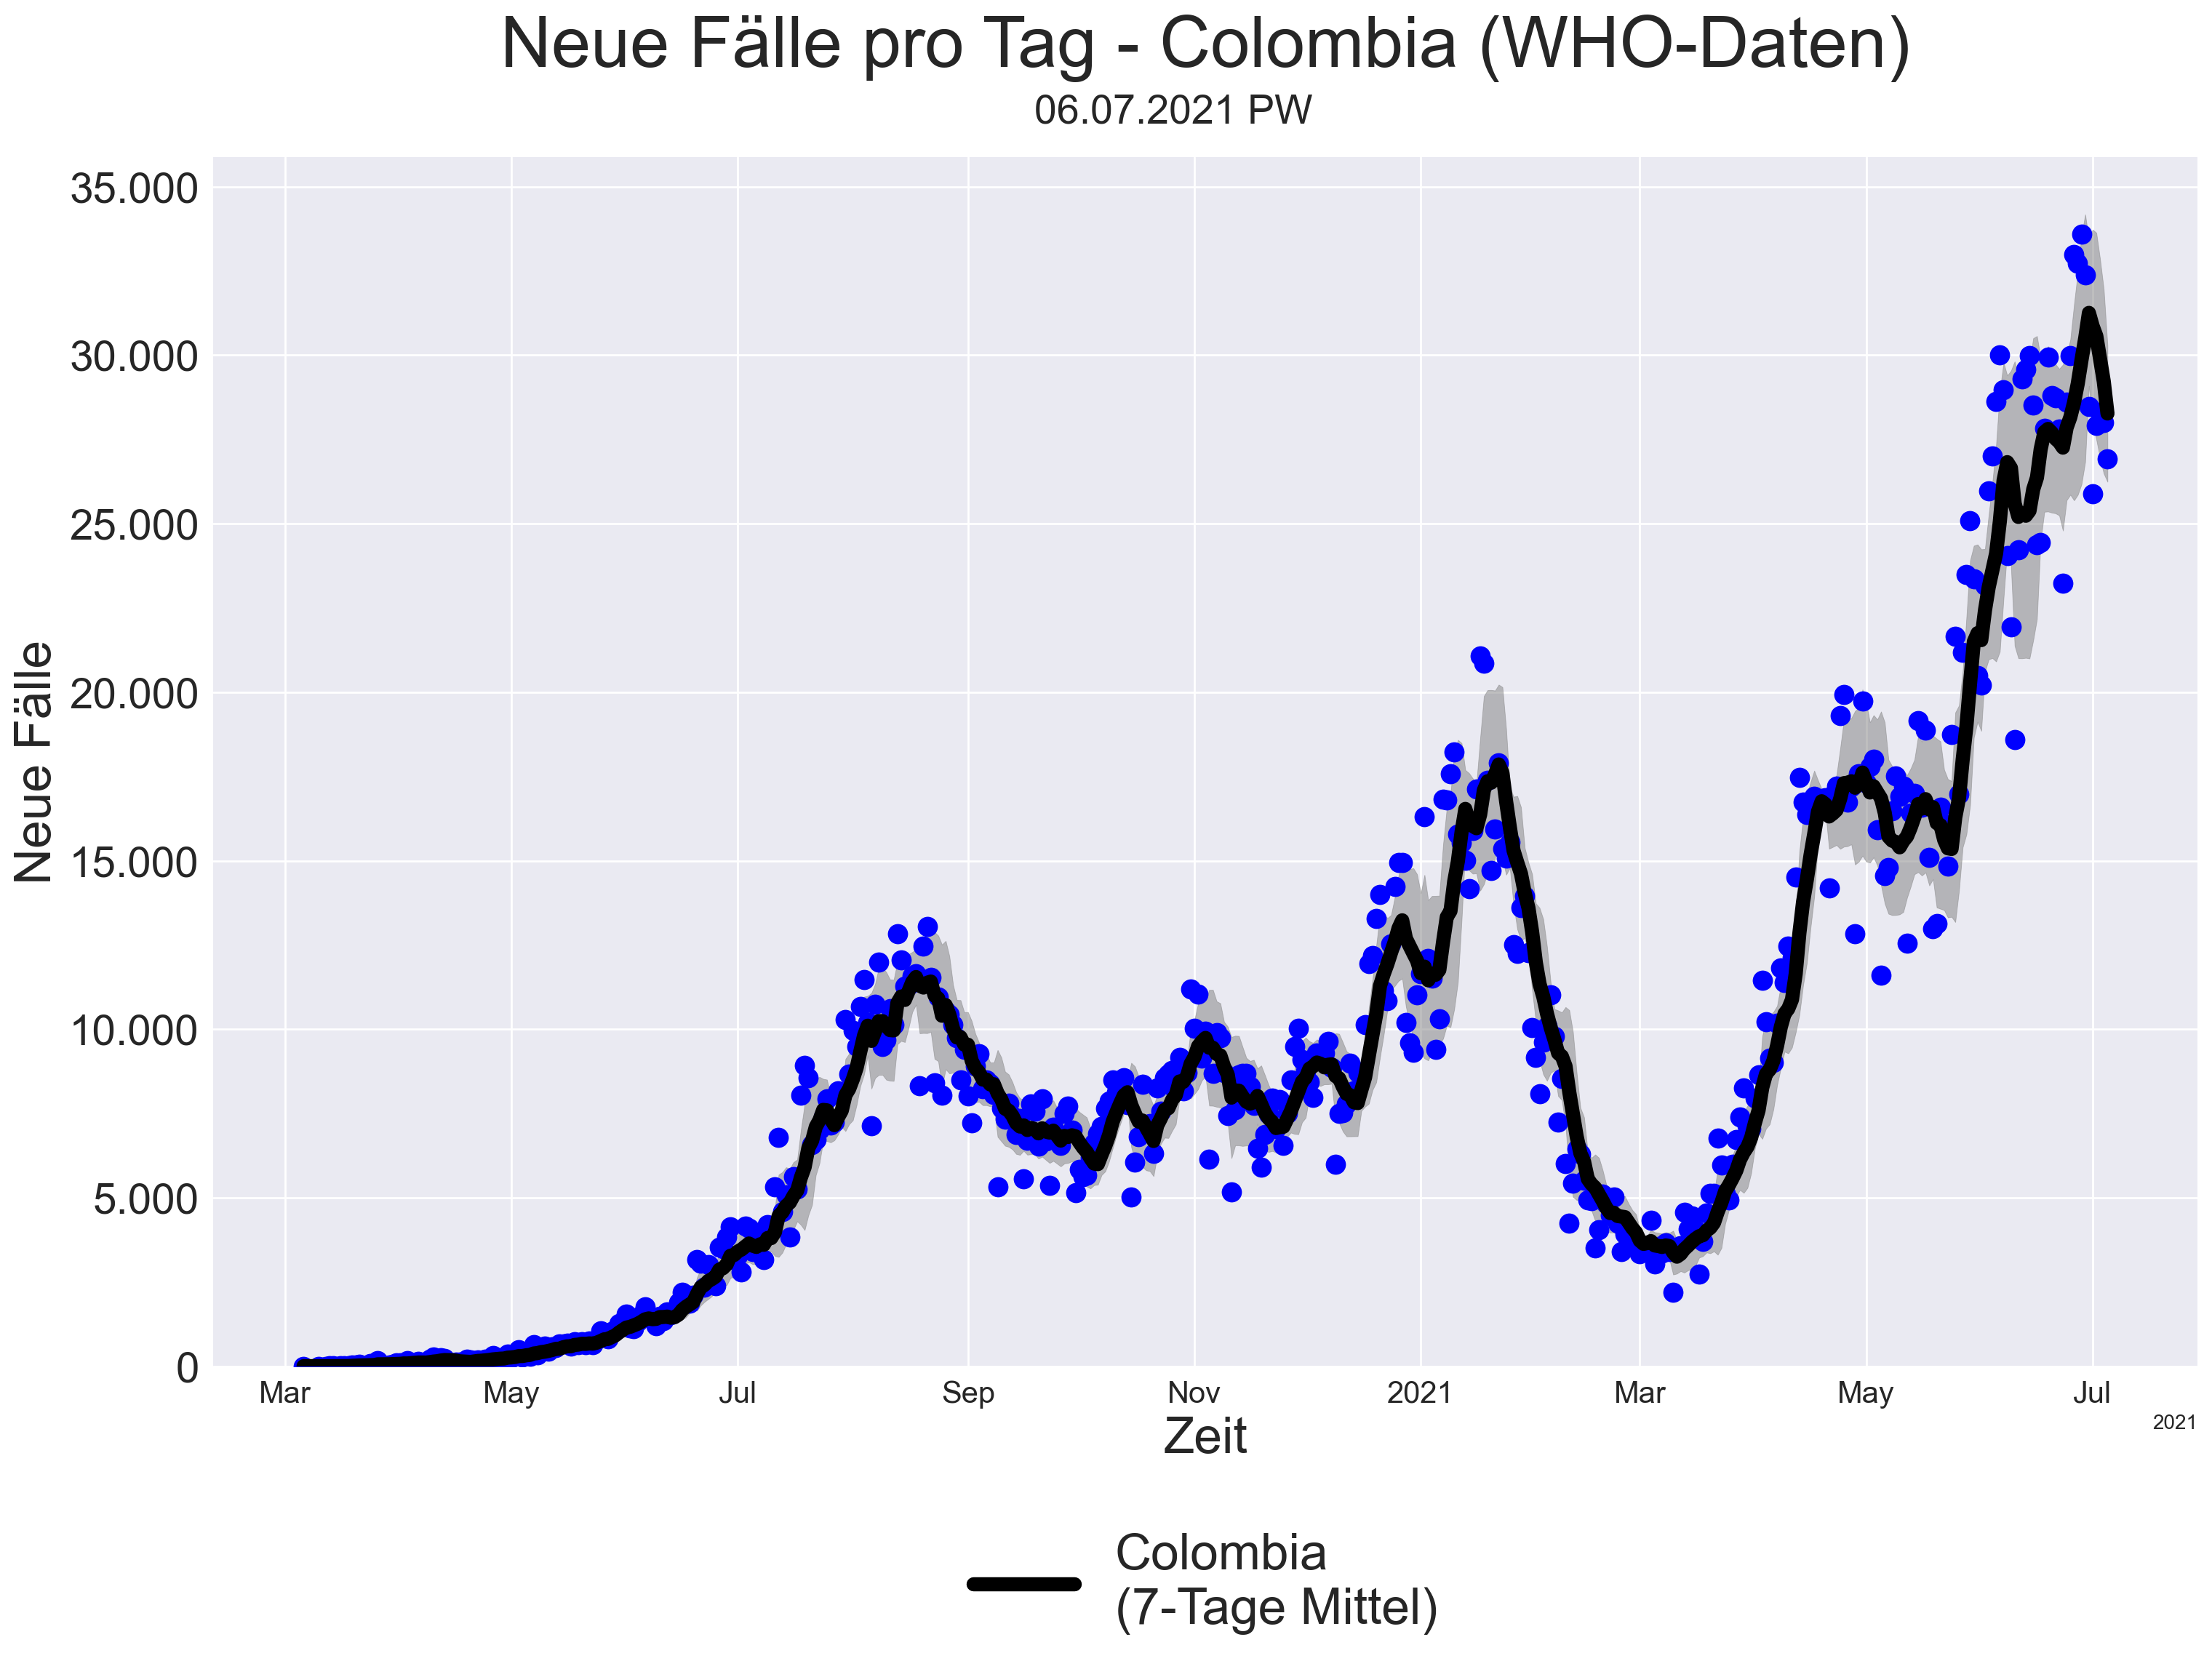 Neue Fälle pro Tag - Colombia (WHO-Daten)
06.07.2021 PW
35.000
30.000
25.000
20.000
15.000
10.000
5.000
0
Neue Fälle
Mar May Jul Sep Nov 2021 Mar May Jul
2021
Zeit
Colombia
(7-Tage Mittel)